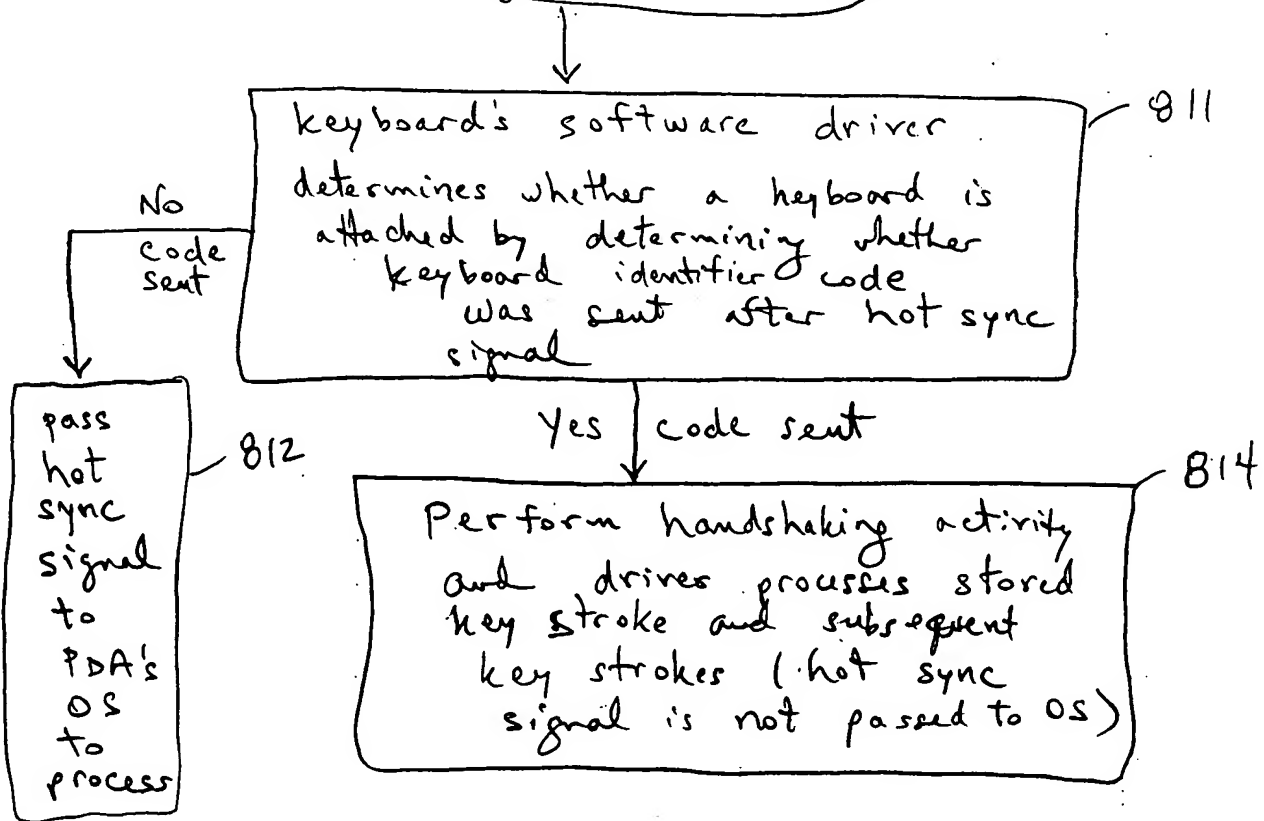 keyboard's software driver
determines whether a keyboard is
attached by determining whether
keyboard identifier code
was sent after hot sync
signal
811
No
code
sent
Yes code sent
pass
hot
sync
signal
to
PDA's
OS
to
process
812
Perform handshaking activity
and driver processes stored
key stroke and subsequent
key strokes (hot sync
signal is not passed to OS)
814